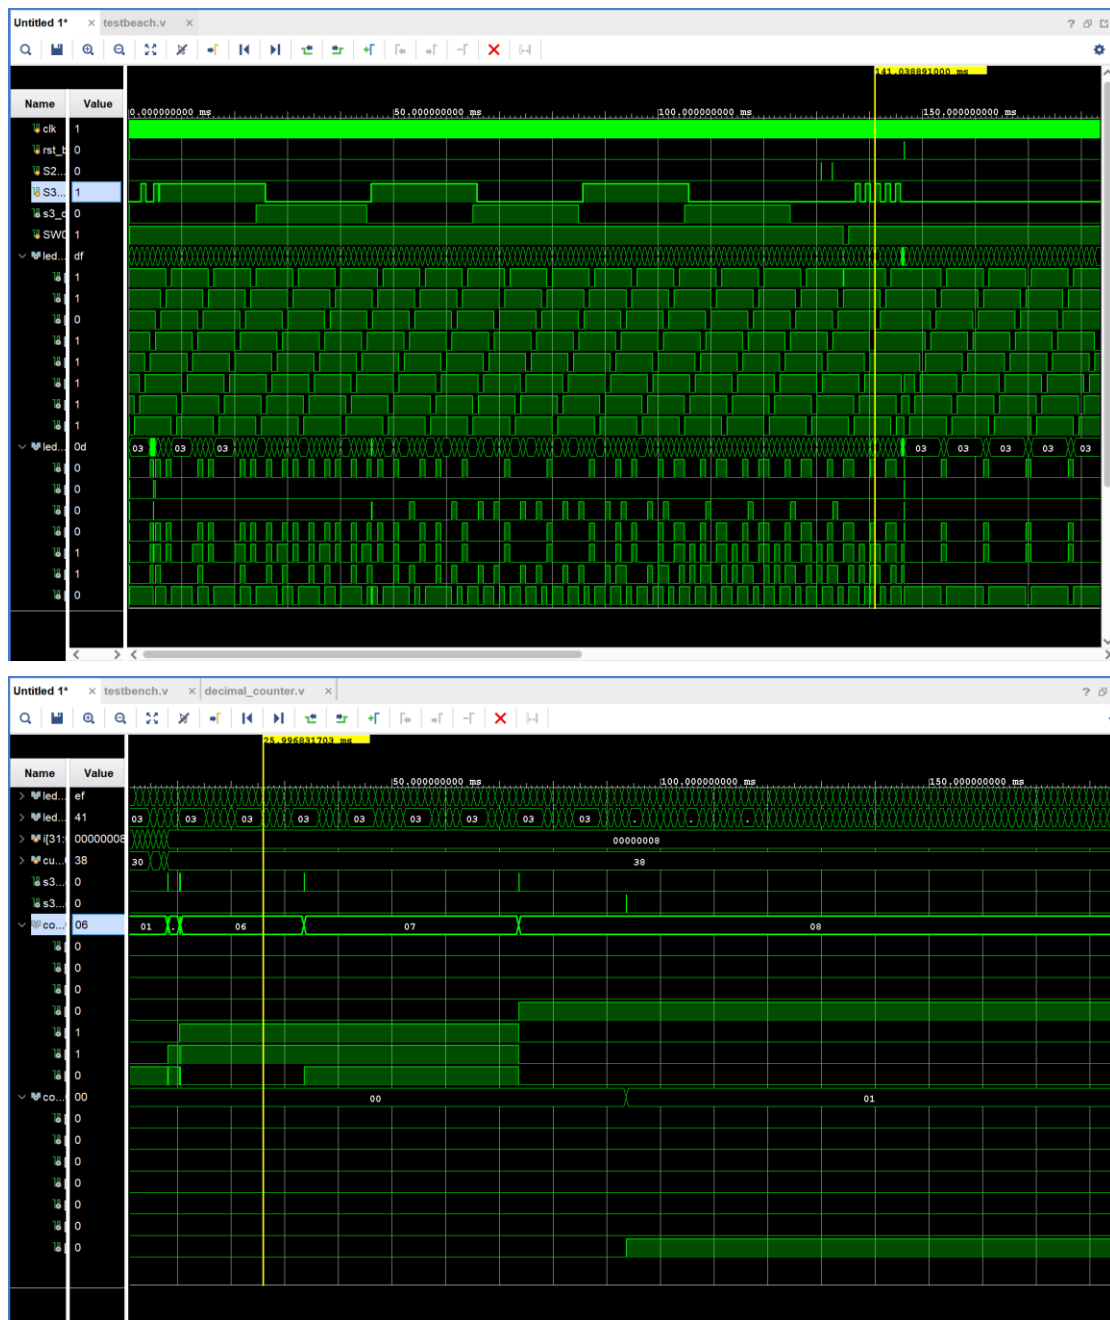 Untitled 1* × testbeach.v ×
141.038891000 ms
Name Value
0.000000000 ms 50.000000000 ms 100.000000000 ms 150.000000000 ms
clk 1
rst_b 0
S2... 0
S3... 1
s3_d 0
SW0 1
led... df
1
1
0
1
1
1
1
1
led... 0d 03 03 03 03 03 03 03 03
0
0
0
0
1
1
0
Untitled 1* × testbench.v × decimal_counter.v ×
25.996831703 ms
Name Value
50.000000000 ms 100.000000000 ms 150.000000000 ms
led... ef
led... 41 03 03 03 03 03 03 03 03 03 . . .
i[31: 00000008 00000008
cu... 38 30 38
s3... 0
s3... 0
co... 06 01 . 06 07 08
0
0
0
0
1
1
0
co... 00 00 01
0
0
0
0
0
0
0